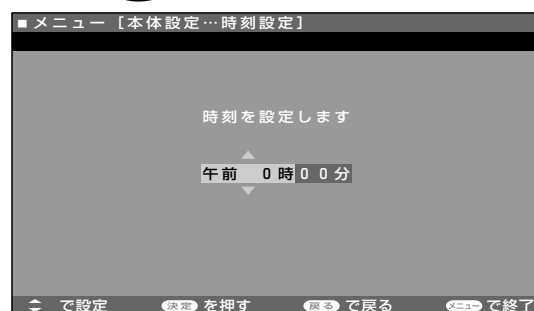 ■メニュー [本体設定…時刻設定]
時刻を設定します
午前 0時00分
で設定 決定 を押す 戻る で戻る メニュー で終了